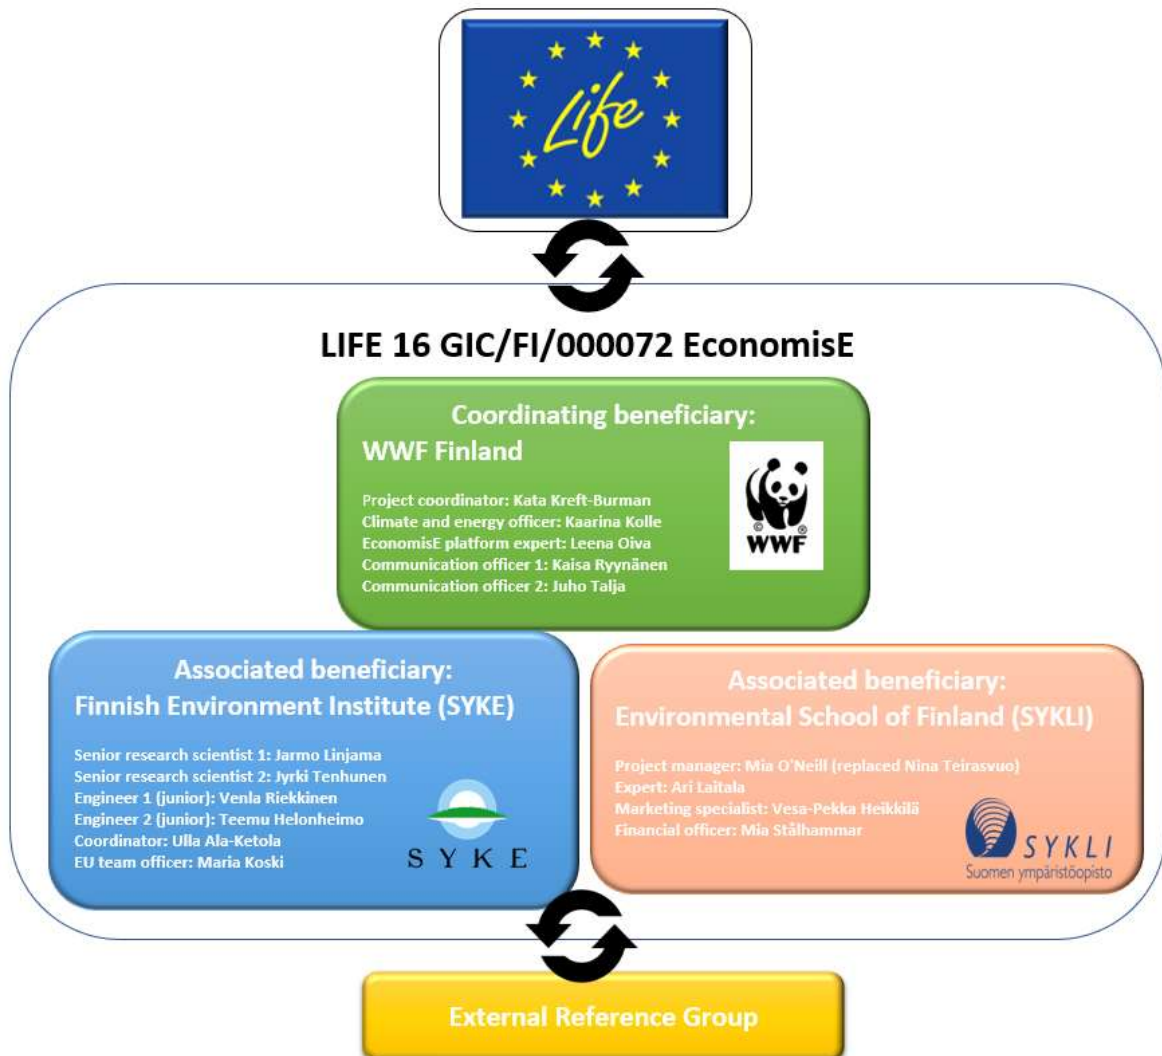 Life
LIFE 16 GIC/FI/000072 EconomisE
Coordinating beneficiary:
WWF Finland
Project coordinator: Kata Kreft-Burman
Climate and energy officer: Kaarina Kolle
EconomisE platform expert: Leena Oiva
Communication officer 1: Kaisa Ryynänen
Communication officer 2: Juho Talja
©
®
WWF
Associated beneficiary:
Finnish Environment Institute (SYKE)
Senior research scientist 1: Jarmo Linjama
Senior research scientist 2: Jyrki Tenhunen
Engineer 1 (junior): Venla Riekkinen
Engineer 2 (junior): Teemu Helonheimo
Coordinator: Ulla Ala-Ketola
EU team officer: Maria Koski
SYKE
Associated beneficiary:
Environmental School of Finland (SYKLI)
Project manager: Mia O'Neill (replaced Nina Teirasvuo)
Expert: Ari Laitala
Marketing specialist: Vesa-Pekka Heikkilä
Financial officer: Mia Stålhammar
SYKLI
Suomen ympäristöopisto
External Reference Group